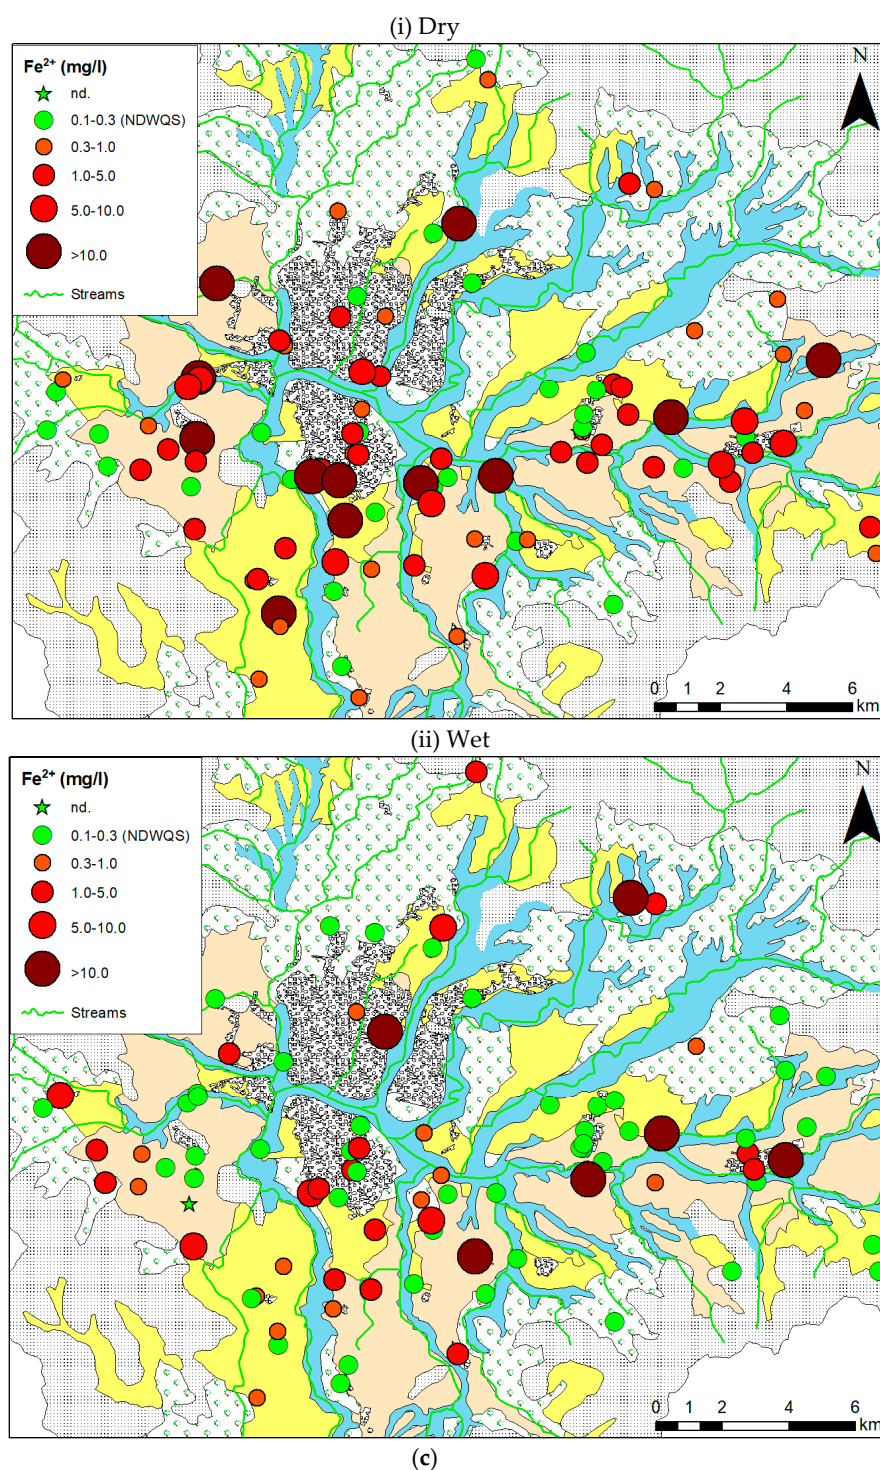 (i) Dry
Fe²⁺ (mg/l)
nd.
0.1-0.3 (NDWQS)
0.3-1.0
1.0-5.0
5.0-10.0
>10.0
Streams
N
0 1 2 4 6
km
(ii) Wet
Fe²⁺ (mg/l)
nd.
0.1-0.3 (NDWQS)
0.3-1.0
1.0-5.0
5.0-10.0
>10.0
Streams
N
0 1 2 4 6
km
(c)